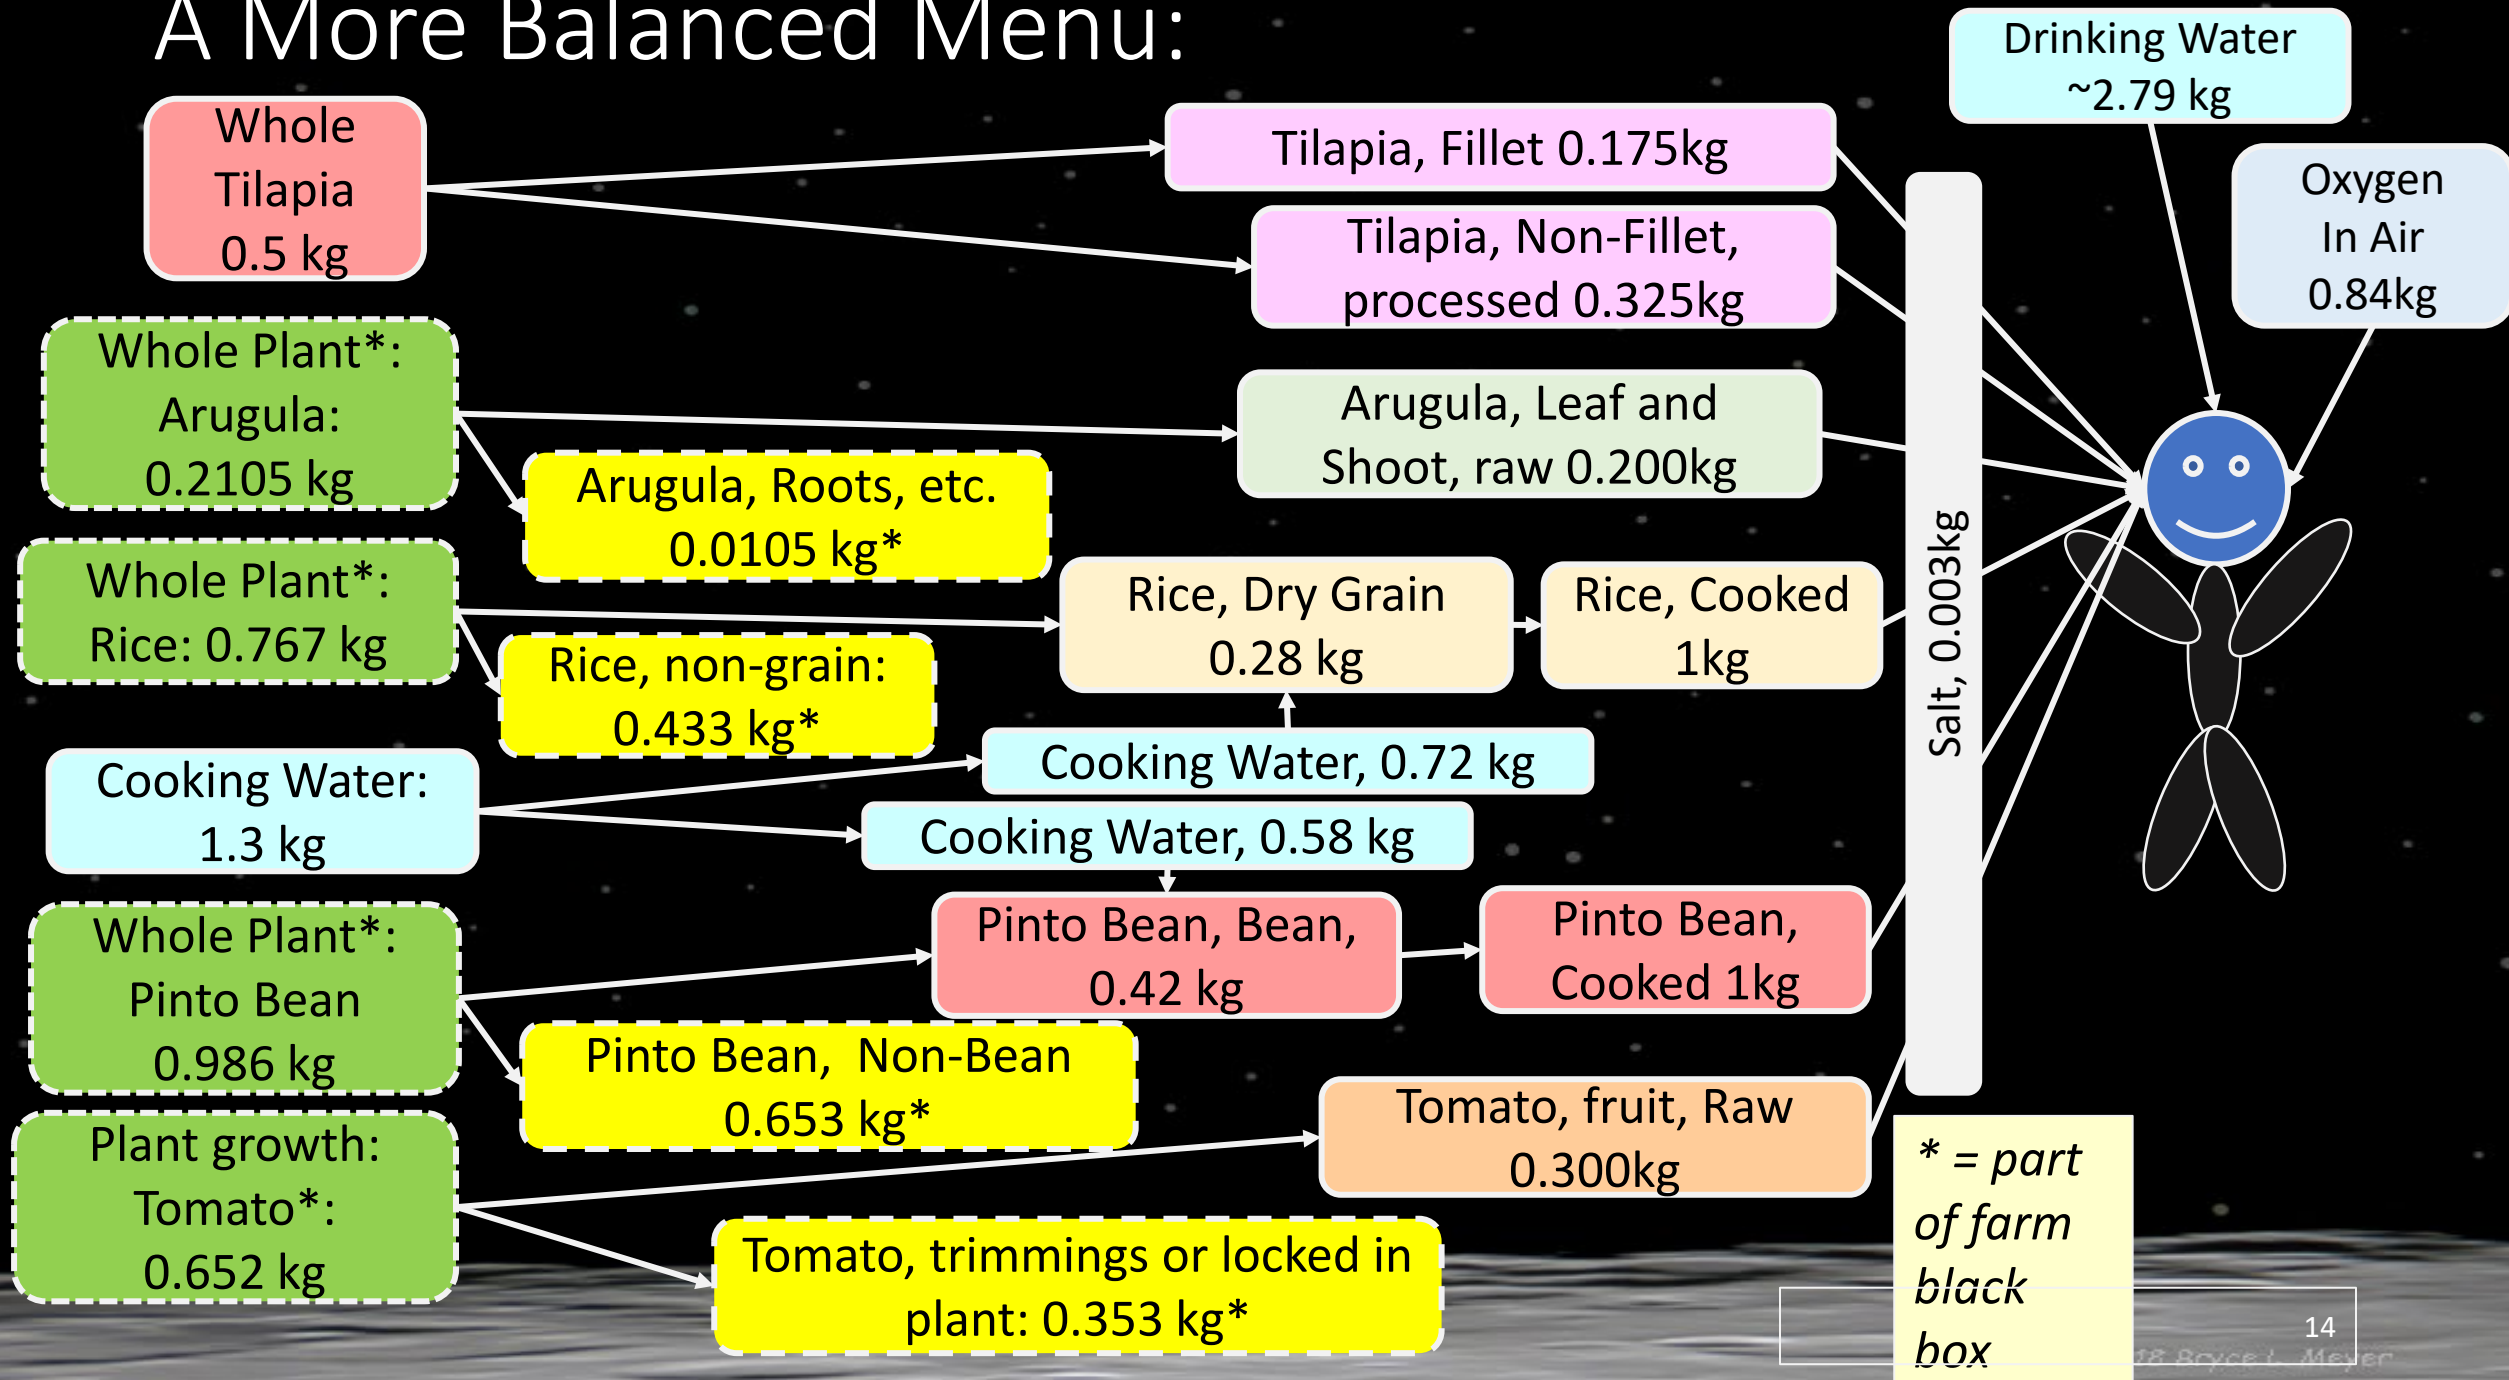 A More Balanced Menu:
Drinking Water
~2.79 kg
Whole
Tilapia
0.5 kg
Tilapia, Fillet 0.175kg
Oxygen
In Air
0.84kg
Tilapia, Non-Fillet,
processed 0.325kg
Whole Plant*:
Arugula:
0.2105 kg
Arugula, Leaf and
Shoot, raw 0.200kg
Arugula, Roots, etc.
0.0105 kg*
Whole Plant*:
Rice: 0.767 kg
Rice, Dry Grain
0.28 kg
Rice, Cooked
1kg
Salt, 0.003kg
Rice, non-grain:
0.433 kg*
Cooking Water:
1.3 kg
Cooking Water, 0.72 kg
Cooking Water, 0.58 kg
Whole Plant*:
Pinto Bean
0.986 kg
Pinto Bean, Bean,
0.42 kg
Pinto Bean,
Cooked 1kg
Pinto Bean,  Non-Bean
0.653 kg*
Plant growth:
Tomato*:
0.652 kg
Tomato, fruit, Raw
0.300kg
Tomato, trimmings or locked in
plant: 0.353 kg*
* = part
of farm
black
box
14
Bryce L. Meyer